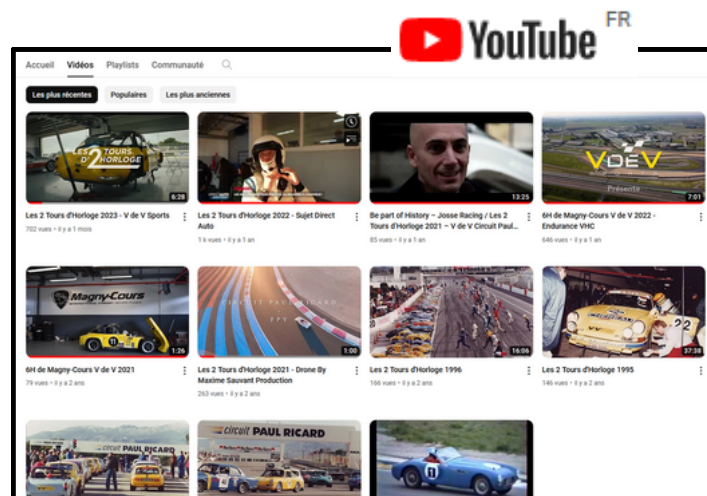 YouTube FR
Accueil Vidéos Playlists Communauté
Les plus récentes Populaires Les plus anciennes
LES 2 TOURS
D'HORLOGE
6:28
VDEV
Présente
13:25
7:01
Les 2 Tours d'Horloge 2023 - V de V Sports
702 vues • il y a 1 mois
Les 2 Tours d'Horloge 2022 - Sujet Direct
Auto
1 k vues • il y a 1 an
Be part of History – Josse Racing / Les 2
Tours d'Horloge 2021 – V de V Circuit Paul...
85 vues • il y a 1 an
6H de Magny-Cours V de V 2022 -
Endurance VHC
646 vues • il y a 1 an
Magny-Cours
11
1:26
CIRCUIT PAUL RICARD
FPV
1:00
16:06
22
37:38
6H de Magny-Cours V de V 2021
79 vues • il y a 2 ans
Les 2 Tours d'Horloge 2021 - Drone By
Maxime Sauvant Production
263 vues • il y a 2 ans
Les 2 Tours d'Horloge 1996
166 vues • il y a 2 ans
Les 2 Tours d'Horloge 1995
146 vues • il y a 2 ans
circuit PAUL RICARD
circuit PAUL RICARD